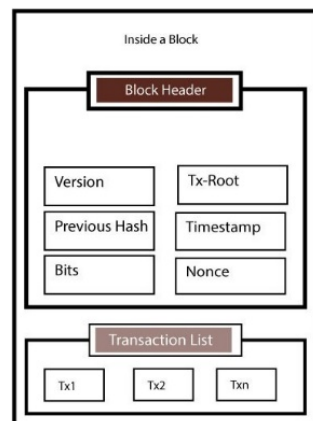 Inside a Block
Block Header
Version
Tx-Root
Previous Hash
Timestamp
Bits
Nonce
Transaction List
Tx1
Tx2
Txn